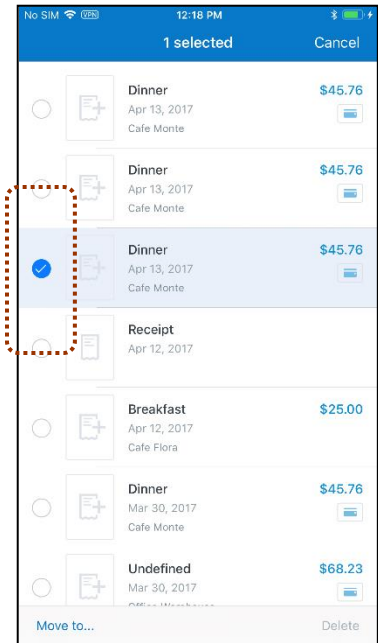 No SIM VPN 12:18 PM
1 selected Cancel
Dinner $45.76
Apr 13, 2017
Cafe Monte
Dinner $45.76
Apr 13, 2017
Cafe Monte
Dinner $45.76
Apr 13, 2017
Cafe Monte
Receipt
Apr 12, 2017
Breakfast $25.00
Apr 12, 2017
Cafe Flora
Dinner $45.76
Mar 30, 2017
Cafe Monte
Undefined $68.23
Mar 30, 2017
Move to... Delete